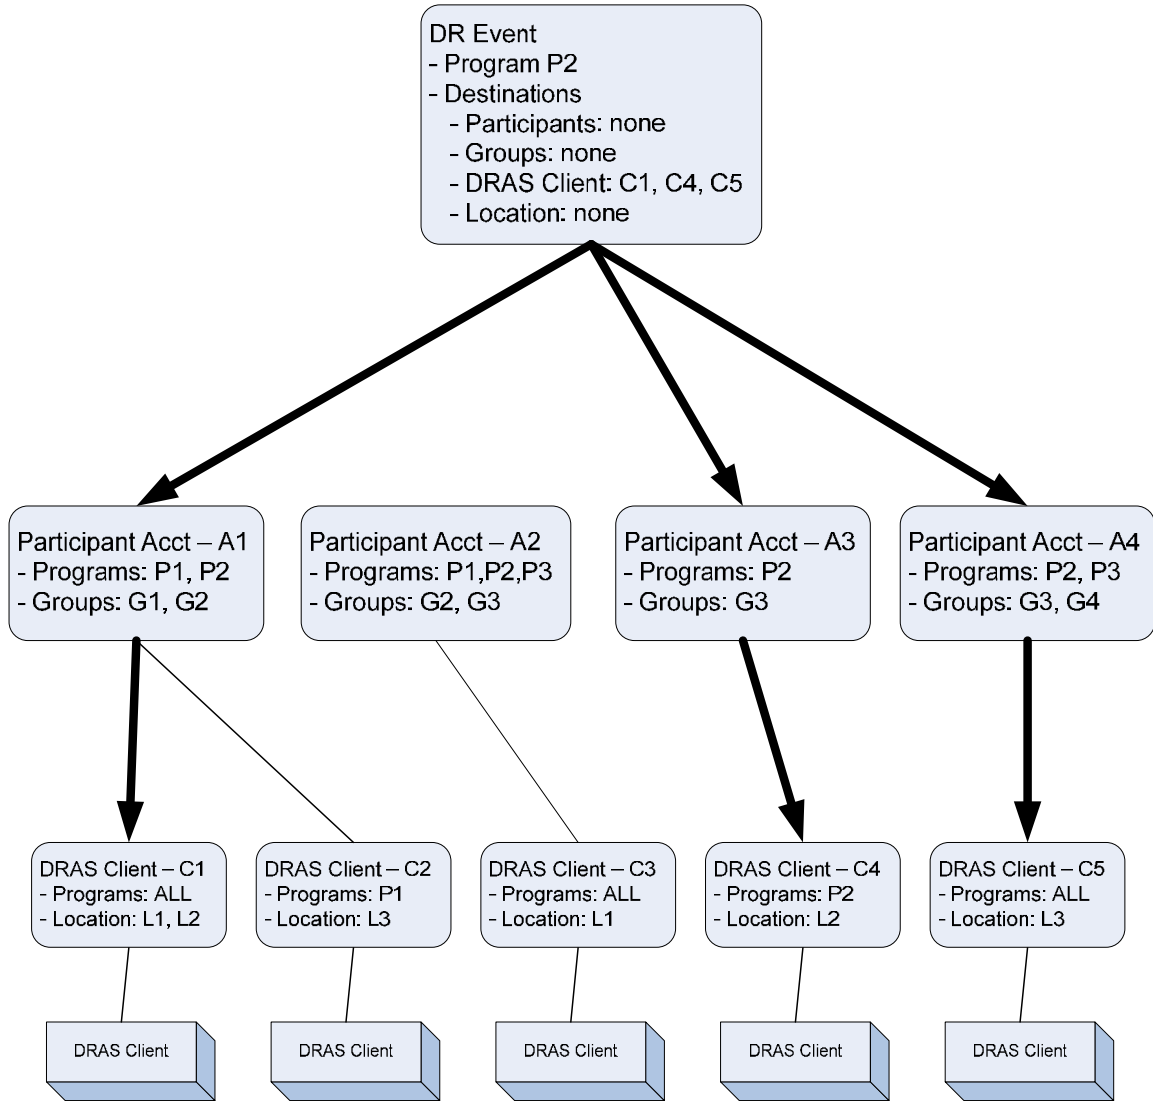 DR Event
- Program P2
- Destinations
- Participants: none
- Groups: none
- DRAS Client: C1, C4, C5
- Location: none
Participant Acct – A1
- Programs: P1, P2
- Groups: G1, G2
Participant Acct – A2
- Programs: P1,P2,P3
- Groups: G2, G3
Participant Acct – A3
- Programs: P2
- Groups: G3
Participant Acct – A4
- Programs: P2, P3
- Groups: G3, G4
DRAS Client – C1
- Programs: ALL
- Location: L1, L2
DRAS Client – C2
- Programs: P1
- Location: L3
DRAS Client – C3
- Programs: ALL
- Location: L1
DRAS Client – C4
- Programs: P2
- Location: L2
DRAS Client – C5
- Programs: ALL
- Location: L3
DRAS Client
DRAS Client
DRAS Client
DRAS Client
DRAS Client